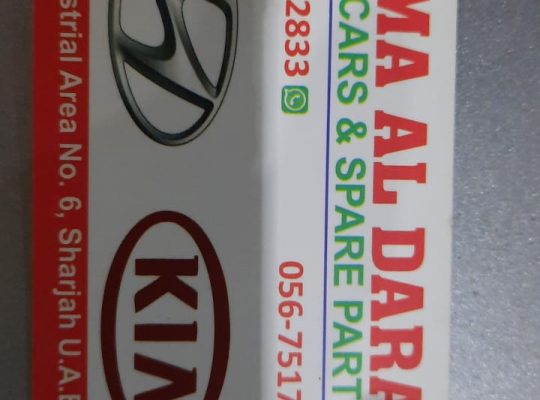 MA AL DARA
CARS & SPARE PART
2833 056-7517
KIA
strial Area No. 6, Sharjah U.A.E